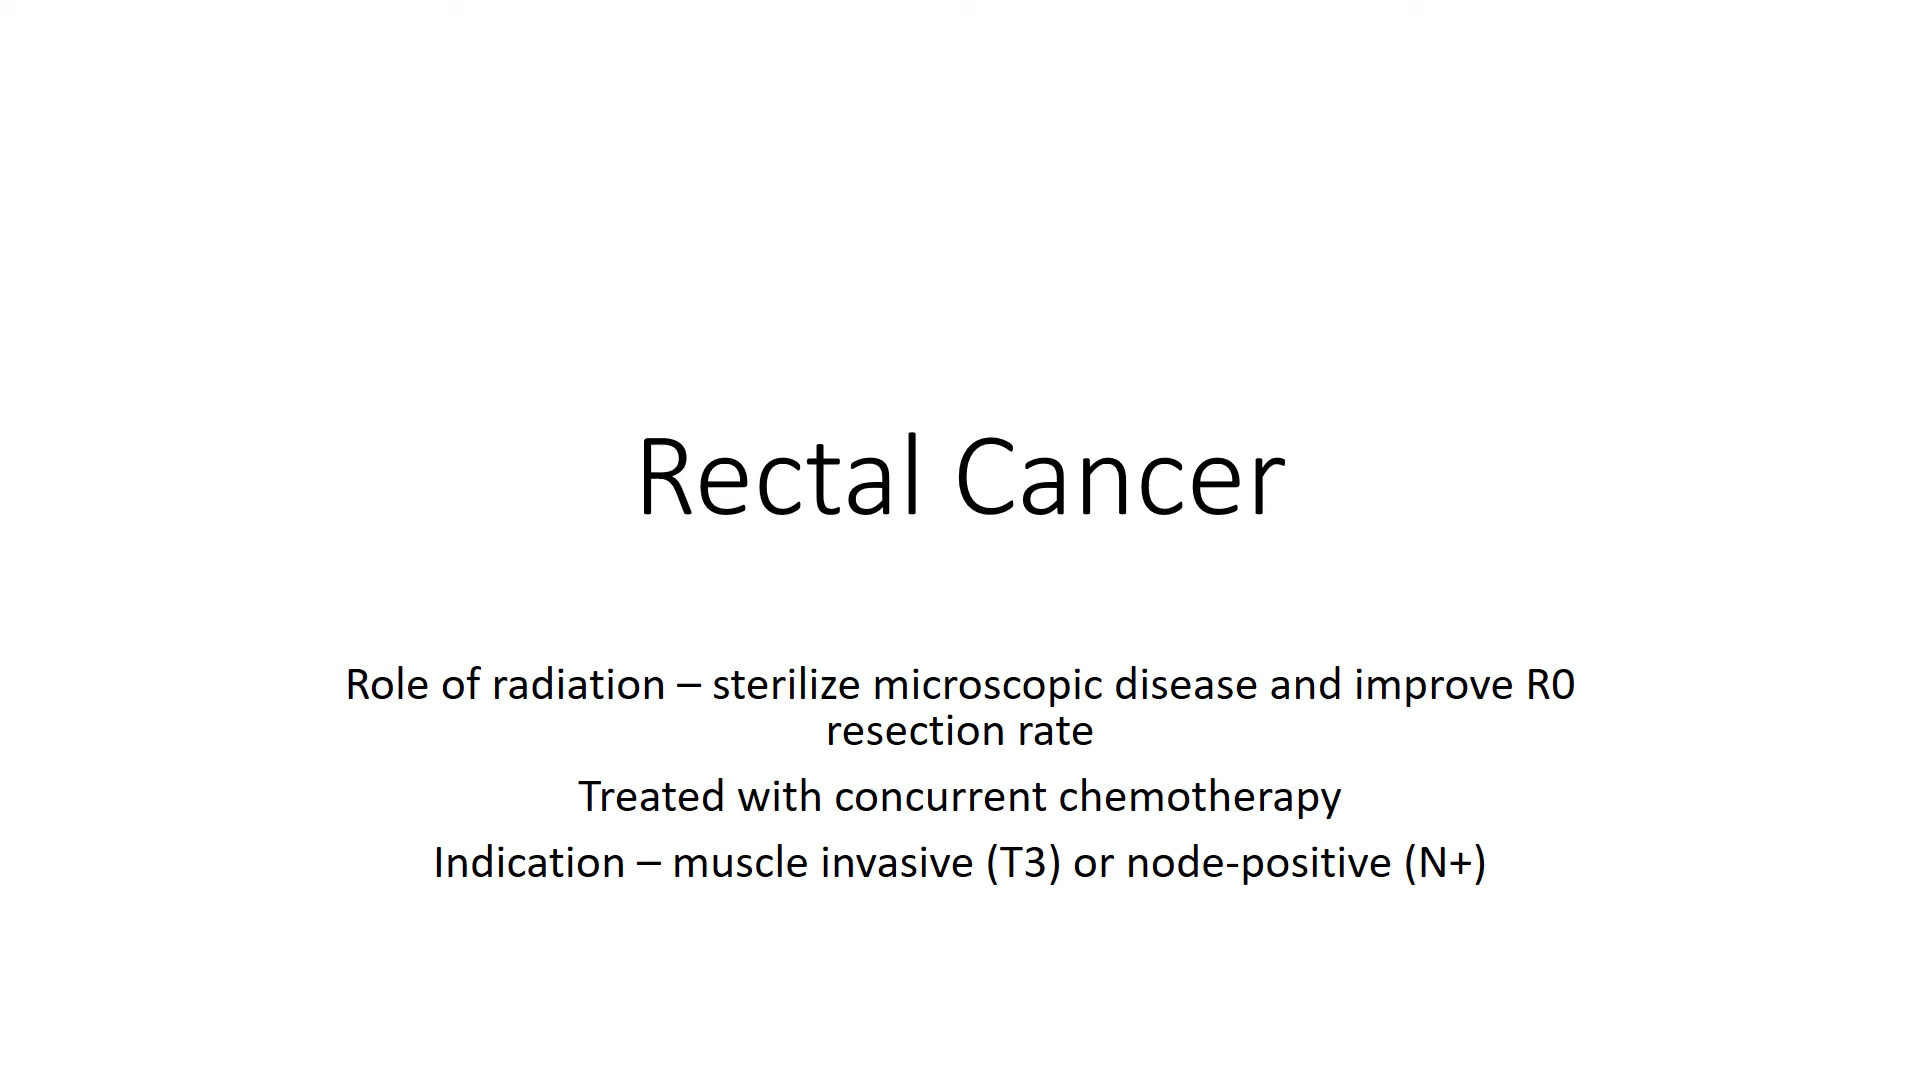 Rectal Cancer
Role of radiation – sterilize microscopic disease and improve R0
resection rate
Treated with concurrent chemotherapy
Indication – muscle invasive (T3) or node-positive (N+)